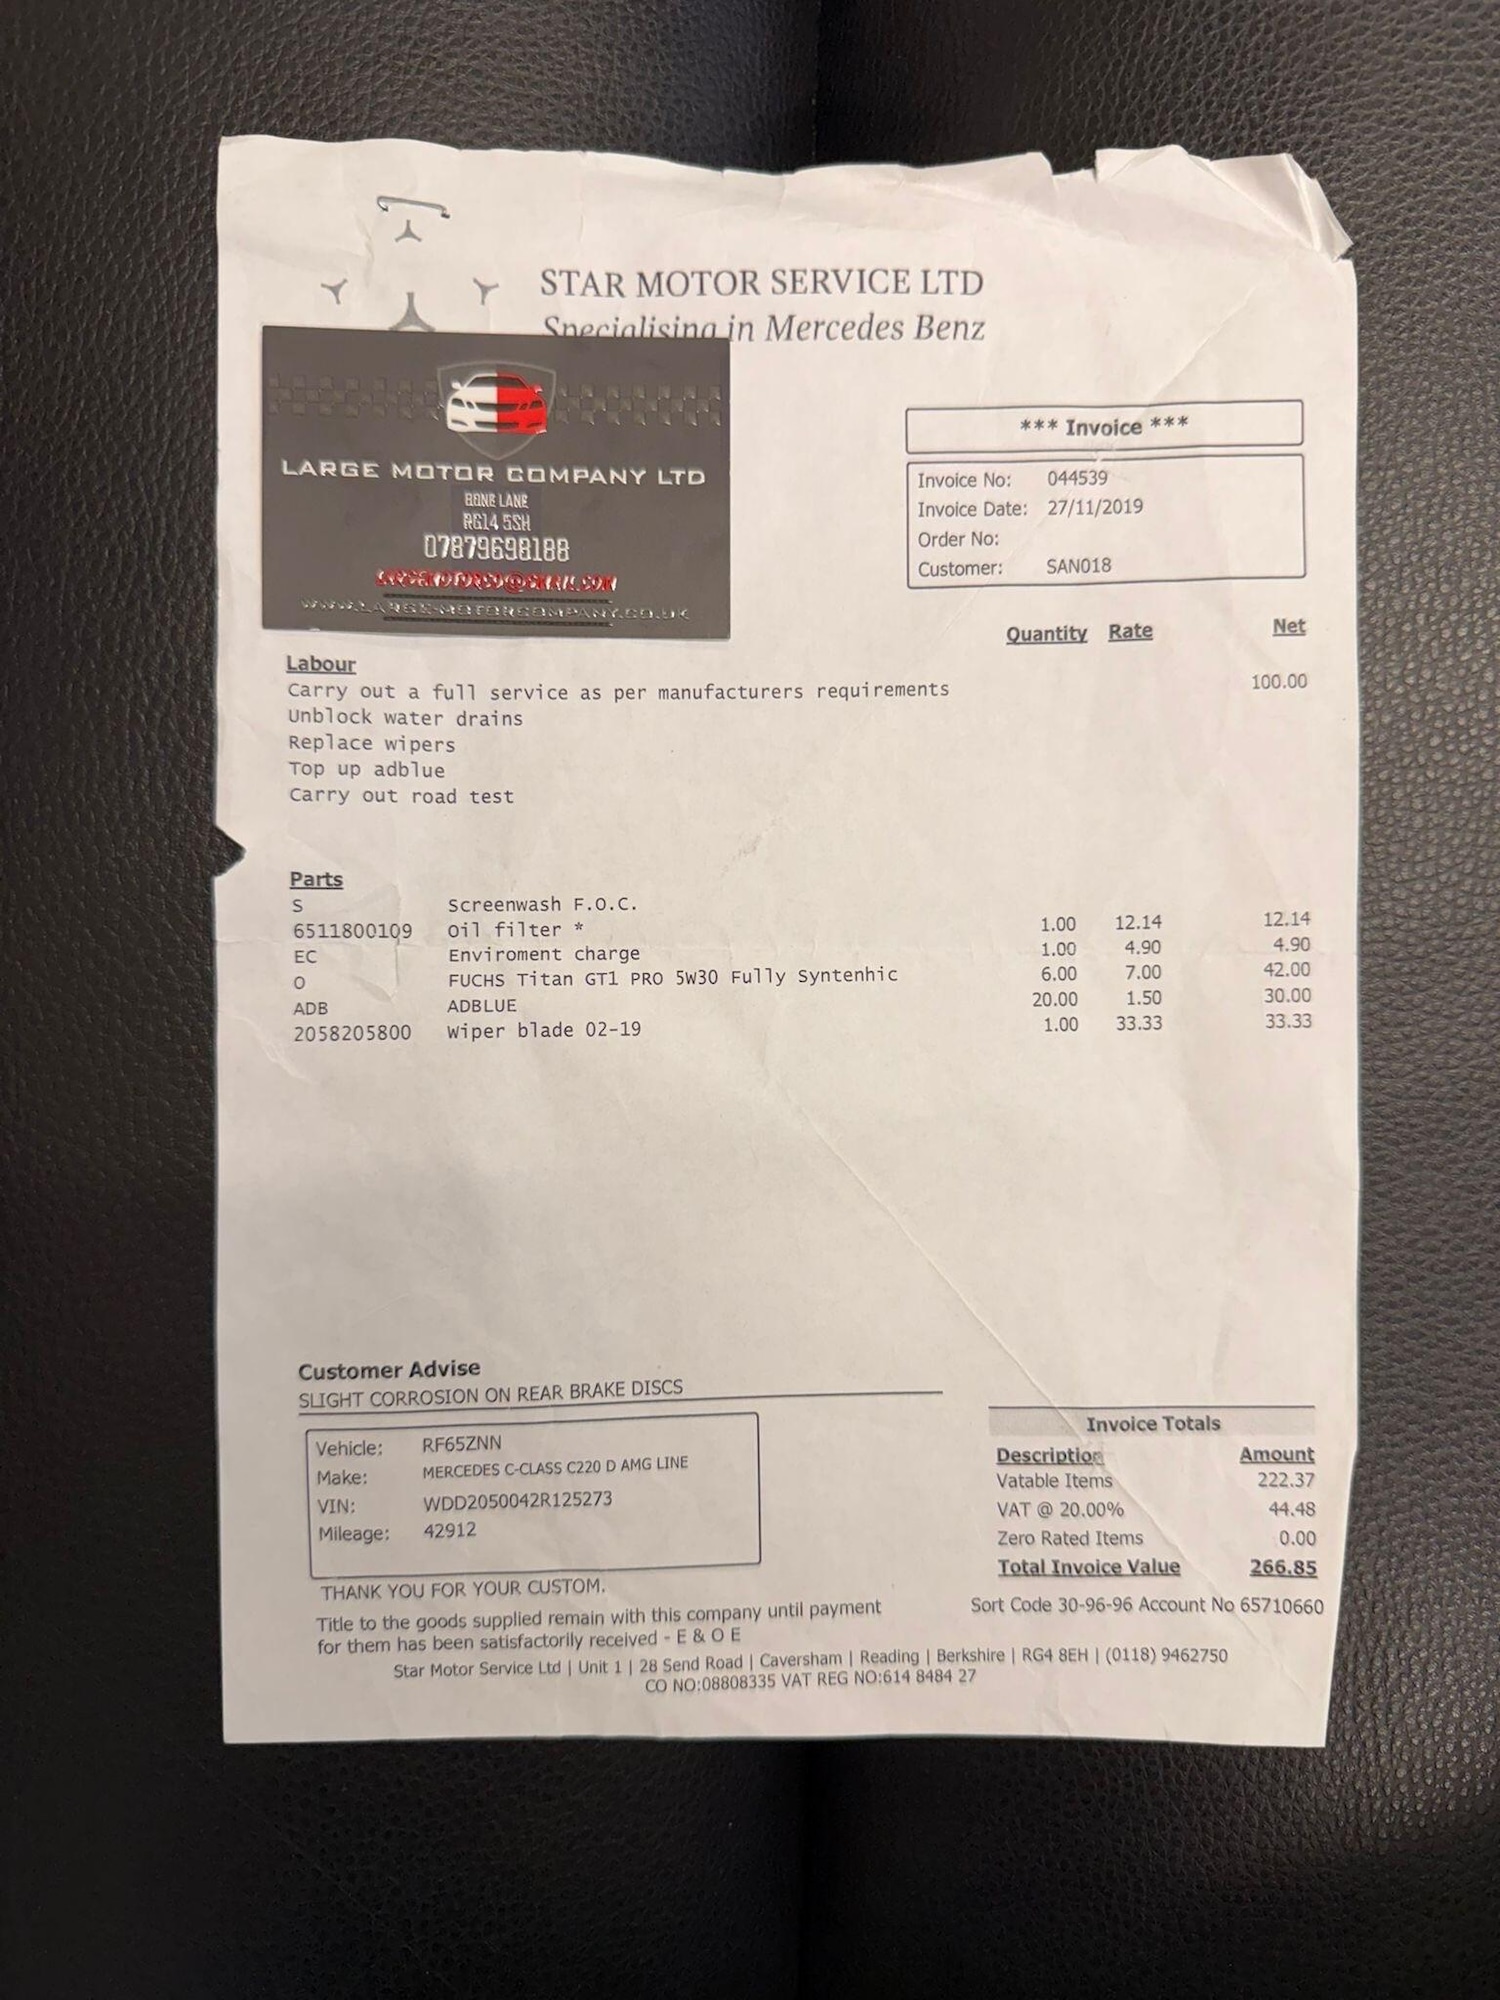 STAR MOTOR SERVICE LTD
Specialising in Mercedes Benz
LARGE MOTOR COMPANY LTD
BONE LANE
RG14 5SH
07879698188
LARGEMOTORCO@GMAIL.COM
WWW.LARGE-MOTORCOMPANY.CO.UK
*** Invoice ***
Invoice No: 044539
Invoice Date: 27/11/2019
Order No:
Customer: SAN018
Quantity Rate Net
Labour
Carry out a full service as per manufacturers requirements 100.00
Unblock water drains
Replace wipers
Top up adblue
Carry out road test
Parts
S Screenwash F.O.C.
6511800109 Oil filter * 1.00 12.14 12.14
EC Enviroment charge 1.00 4.90 4.90
O FUCHS Titan GT1 PRO 5W30 Fully Syntenhic 6.00 7.00 42.00
ADB ADBLUE 20.00 1.50 30.00
2058205800 Wiper blade 02-19 1.00 33.33 33.33
Customer Advise
SLIGHT CORROSION ON REAR BRAKE DISCS
Vehicle: RF65ZNN
Make: MERCEDES C-CLASS C220 D AMG LINE
VIN: WDD2050042R125273
Mileage: 42912
Invoice Totals
Description Amount
Vatable Items 222.37
VAT @ 20.00% 44.48
Zero Rated Items 0.00
Total Invoice Value 266.85
THANK YOU FOR YOUR CUSTOM.
Sort Code 30-96-96 Account No 65710660
Title to the goods supplied remain with this company until payment
for them has been satisfactorily received - E & O E
Star Motor Service Ltd | Unit 1 | 28 Send Road | Caversham | Reading | Berkshire | RG4 8EH | (0118) 9462750
CO NO:08808335 VAT REG NO:614 8484 27